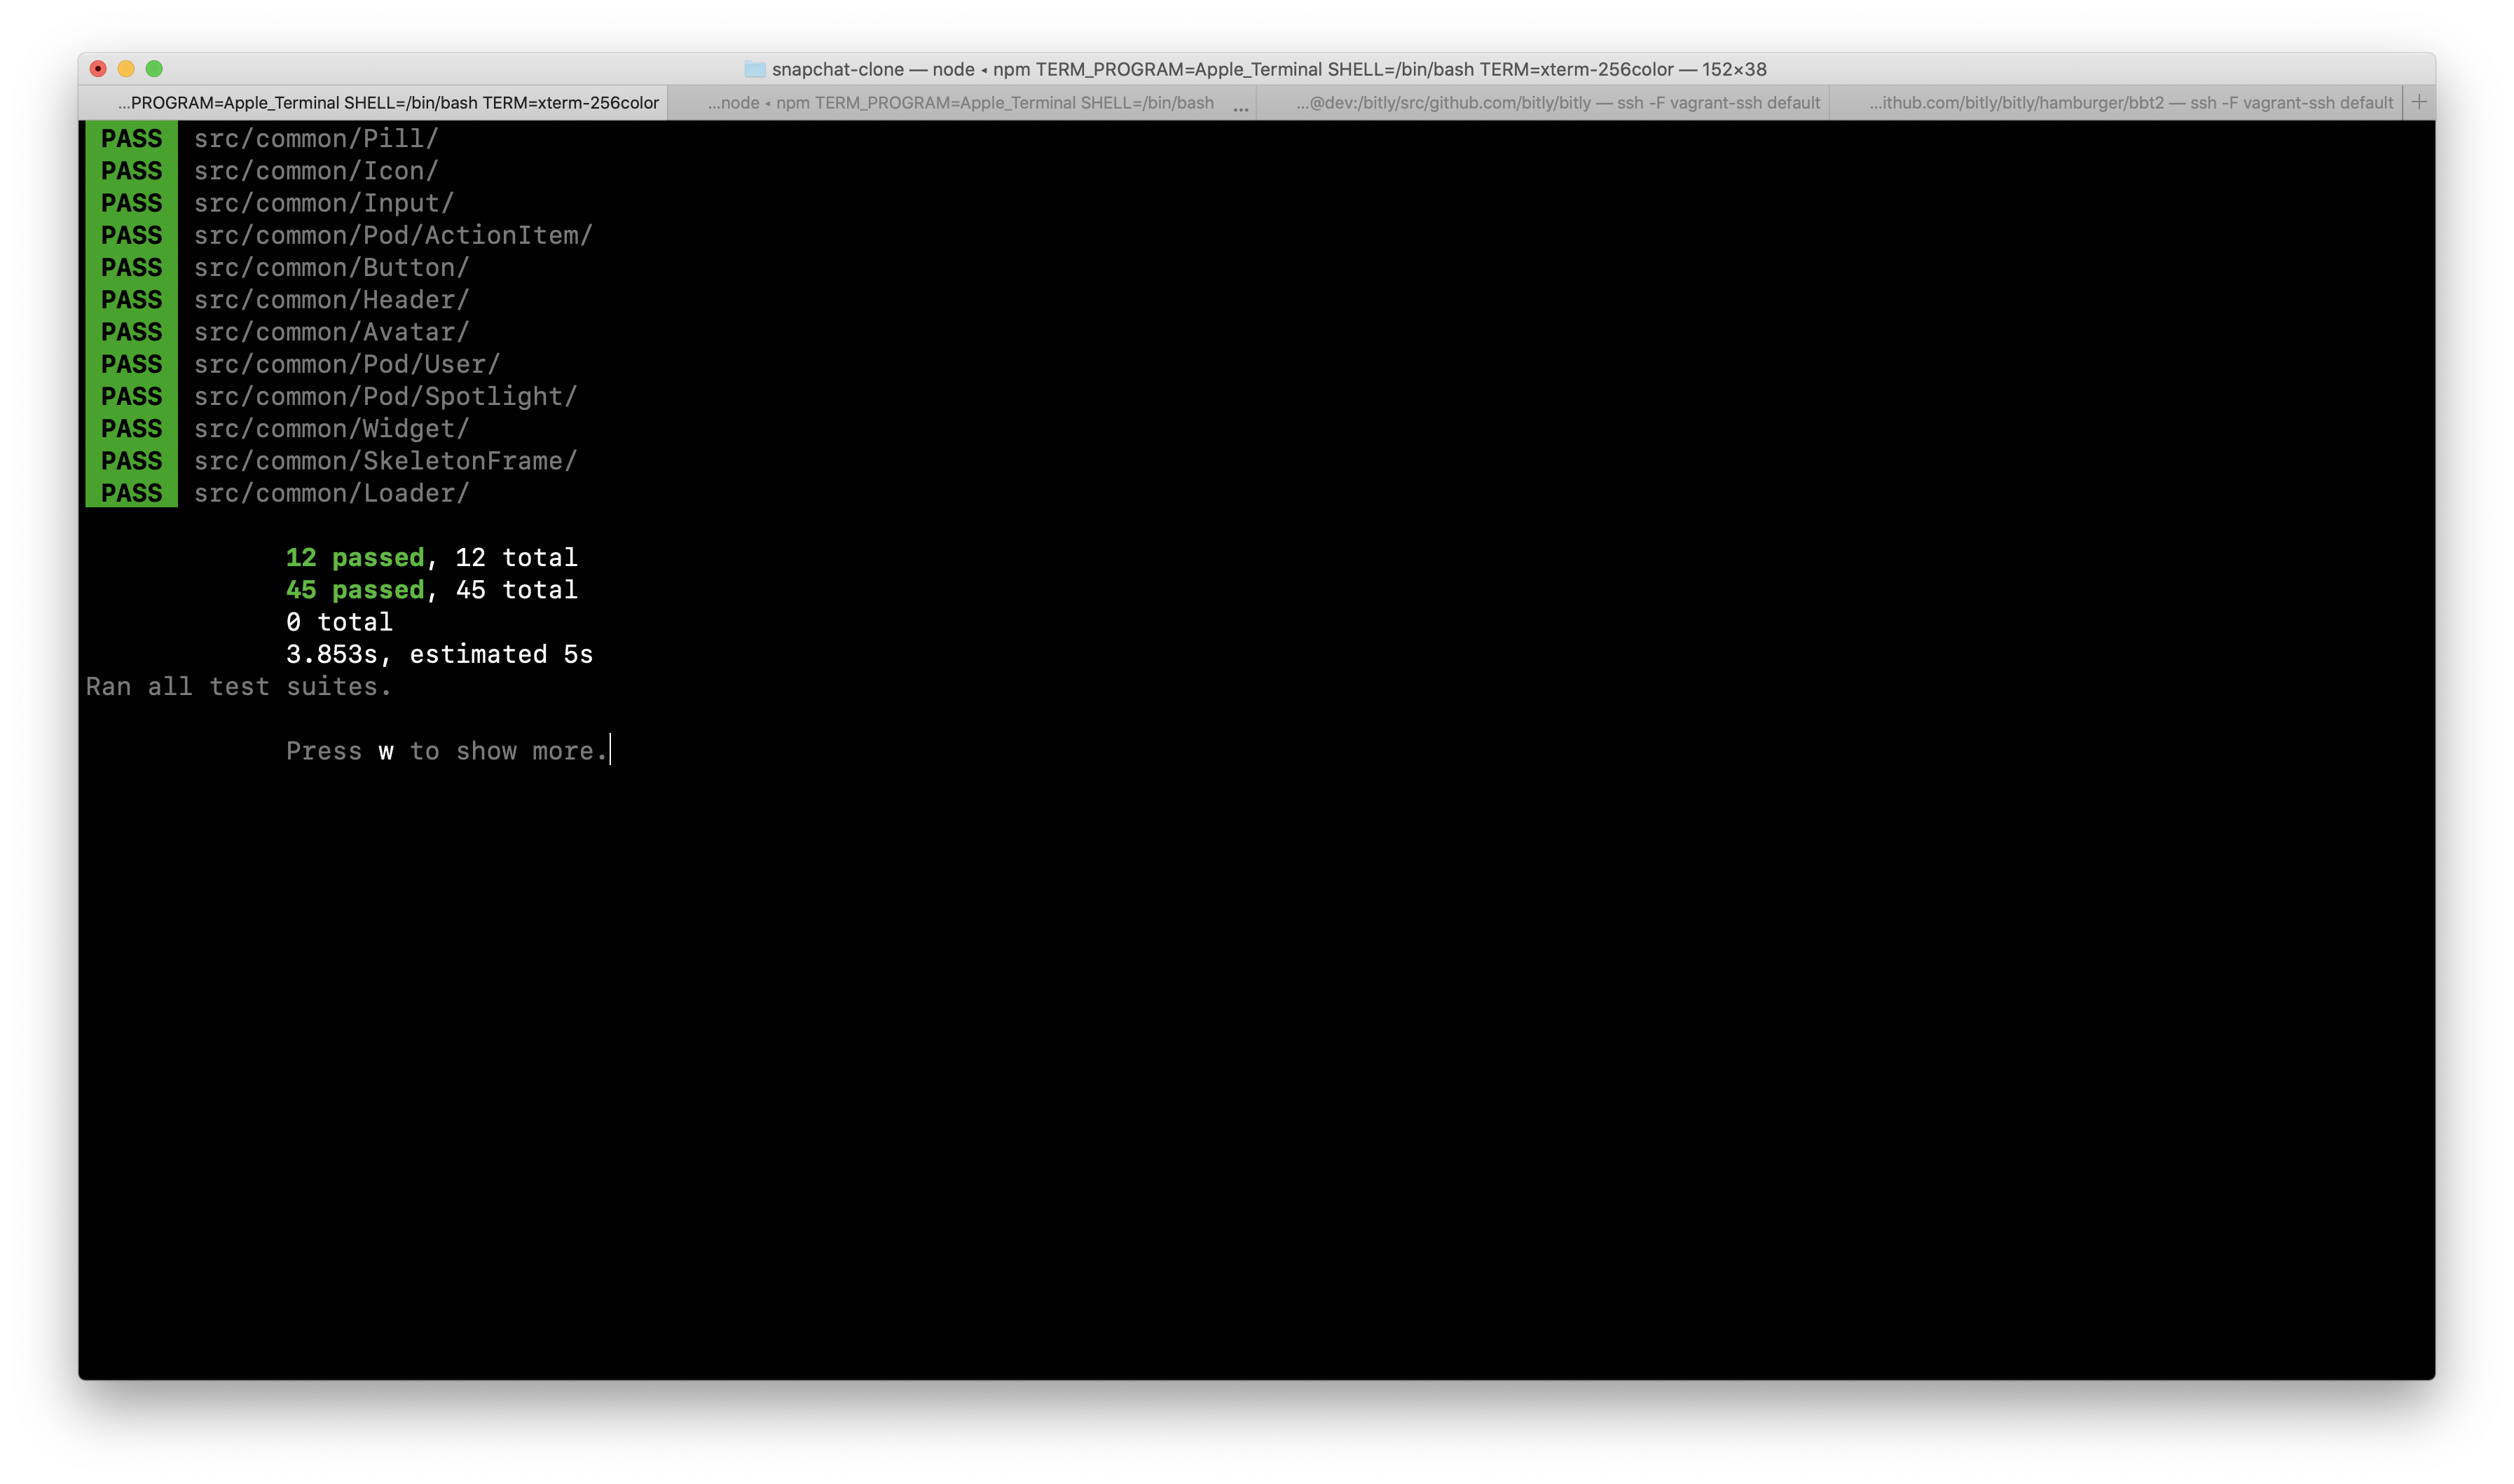 snapchat-clone — node ◂ npm TERM_PROGRAM=Apple_Terminal SHELL=/bin/bash TERM=xterm-256color — 152×38
...PROGRAM=Apple_Terminal SHELL=/bin/bash TERM=xterm-256color ...node ◂ npm TERM_PROGRAM=Apple_Terminal SHELL=/bin/bash ... ...@dev:/bitly/src/github.com/bitly/bitly — ssh -F vagrant-ssh default ...ithub.com/bitly/bitly/hamburger/bbt2 — ssh -F vagrant-ssh default +
PASS src/common/Pill/
PASS src/common/Icon/
PASS src/common/Input/
PASS src/common/Pod/ActionItem/
PASS src/common/Button/
PASS src/common/Header/
PASS src/common/Avatar/
PASS src/common/Pod/User/
PASS src/common/Pod/Spotlight/
PASS src/common/Widget/
PASS src/common/SkeletonFrame/
PASS src/common/Loader/
12 passed, 12 total
45 passed, 45 total
0 total
3.853s, estimated 5s
Ran all test suites.
Press w to show more.